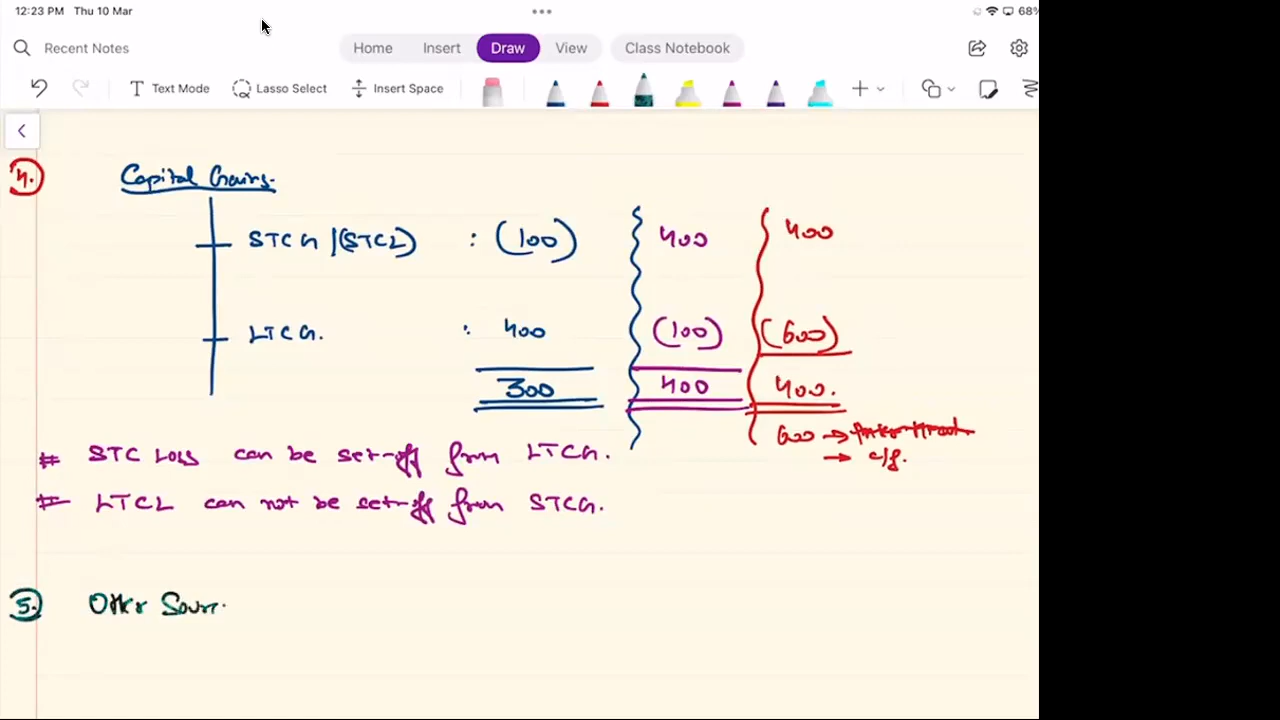 12:23 PM Thu 10 Mar
68%
Recent Notes
Home Insert Draw View Class Notebook
Text Mode Lasso Select Insert Space
4. Capital Gains.
STCG /(STCL) : (100) 400 400
LTCG. : 400 (100) (600)
300 400 400.
600 →
→ c/f.
# STC Loss can be set-off from LTCG.
# LTCL can not be set-off from STCG.
5. Other Sour.